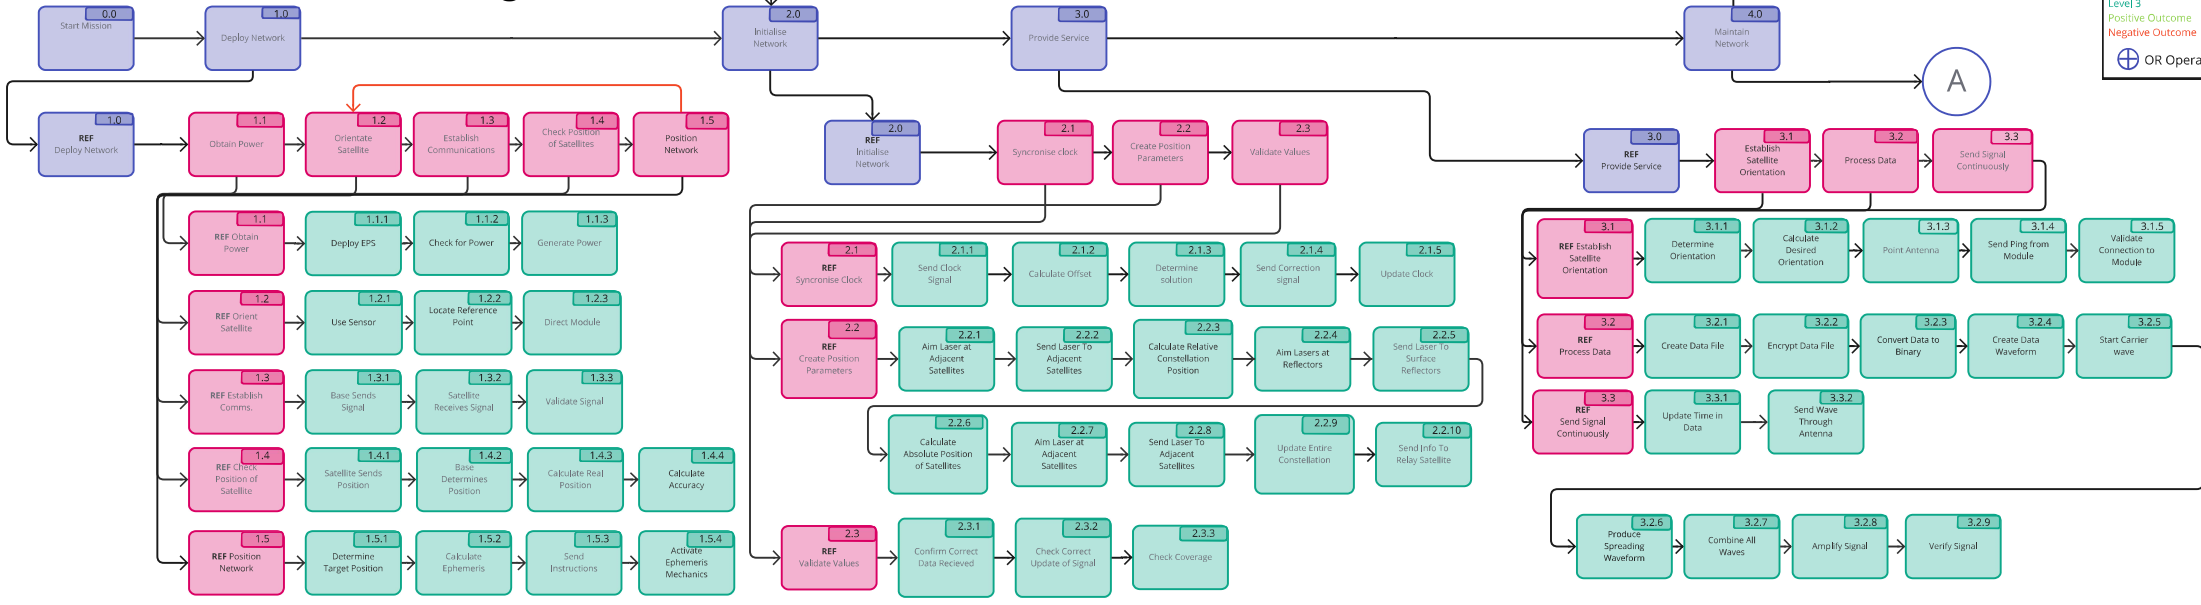 0.0
Start Mission
1.0
Deploy Network
2.0
Initialise
Network
3.0
Provide Service
4.0
Maintain
Network
Level 3
Positive Outcome
Negative Outcome
OR Opera
A
1.0
REF
Deploy Network
1.1
Obtain Power
1.2
Orientate
Satellite
1.3
Establish
Communications
1.4
Check Position
of Satellites
1.5
Position
Network
2.0
REF
Initialise
Network
2.1
Syncronise clock
2.2
Create Position
Parameters
2.3
Validate Values
3.0
REF
Provide Service
3.1
Establish
Satellite
Orientation
3.2
Process Data
3.3
Send Signal
Continuously
1.1
REF Obtain
Power
1.1.1
Deploy EPS
1.1.2
Check for Power
1.1.3
Generate Power
1.2
REF Orient
Satellite
1.2.1
Use Sensor
1.2.2
Locate Reference
Point
1.2.3
Direct Module
1.3
REF Establish
Comms.
1.3.1
Base Sends
Signal
1.3.2
Satellite
Receives Signal
1.3.3
Validate Signal
1.4
REF Check
Position of
Satellite
1.4.1
Satellite Sends
Position
1.4.2
Base
Determines
Position
1.4.3
Calculate Real
Position
1.4.4
Calculate
Accuracy
1.5
REF Position
Network
1.5.1
Determine
Target Position
1.5.2
Calculate
Ephemeris
1.5.3
Send
Instructions
1.5.4
Activate
Ephemeris
Mechanics
2.1
REF
Syncronise Clock
2.1.1
Send Clock
Signal
2.1.2
Calculate Offset
2.1.3
Determine
solution
2.1.4
Send Correction
signal
2.1.5
Update Clock
2.2
REF
Create Position
Parameters
2.2.1
Aim Laser at
Adjacent
Satellites
2.2.2
Send Laser To
Adjacent
Satellites
2.2.3
Calculate Relative
Constellation
Position
2.2.4
Aim Lasers at
Reflectors
2.2.5
Send Laser To
Surface
Reflectors
2.2.6
Calculate
Absolute Position
of Satellites
2.2.7
Aim Laser at
Adjacent
Satellites
2.2.8
Send Laser To
Adjacent
Satellites
2.2.9
Update Entire
Constellation
2.2.10
Send Info To
Relay Satellite
2.3
REF
Validate Values
2.3.1
Confirm Correct
Data Recieved
2.3.2
Check Correct
Update of Signal
2.3.3
Check Coverage
3.1
REF Establish
Satellite
Orientation
3.1.1
Determine
Orientation
3.1.2
Calculate
Desired
Orientation
3.1.3
Point Antenna
3.1.4
Send Ping from
Module
3.1.5
Validate
Connection to
Module
3.2
REF
Process Data
3.2.1
Create Data File
3.2.2
Encrypt Data File
3.2.3
Convert Data to
Binary
3.2.4
Create Data
Waveform
3.2.5
Start Carrier
wave
3.3
REF
Send Signal
Continuously
3.3.1
Update Time in
Data
3.3.2
Send Wave
Through
Antenna
3.2.6
Produce
Spreading
Waveform
3.2.7
Combine All
Waves
3.2.8
Amplify Signal
3.2.9
Verify Signal